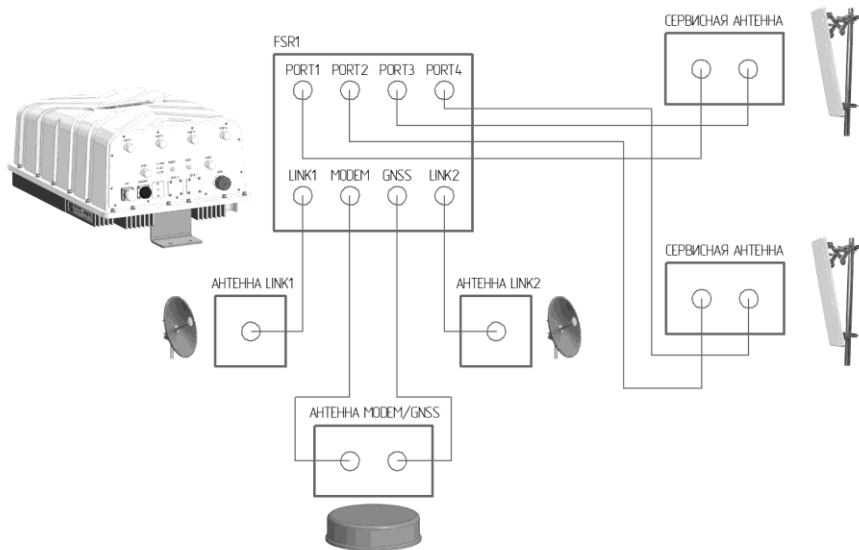 СЕРВИСНАЯ АНТЕННА
FSR1
PORT1 PORT2 PORT3 PORT4
LINK1 MODEM GNSS LINK2
СЕРВИСНАЯ АНТЕННА
АНТЕННА LINK1
АНТЕННА LINK2
АНТЕННА MODEM/GNSS